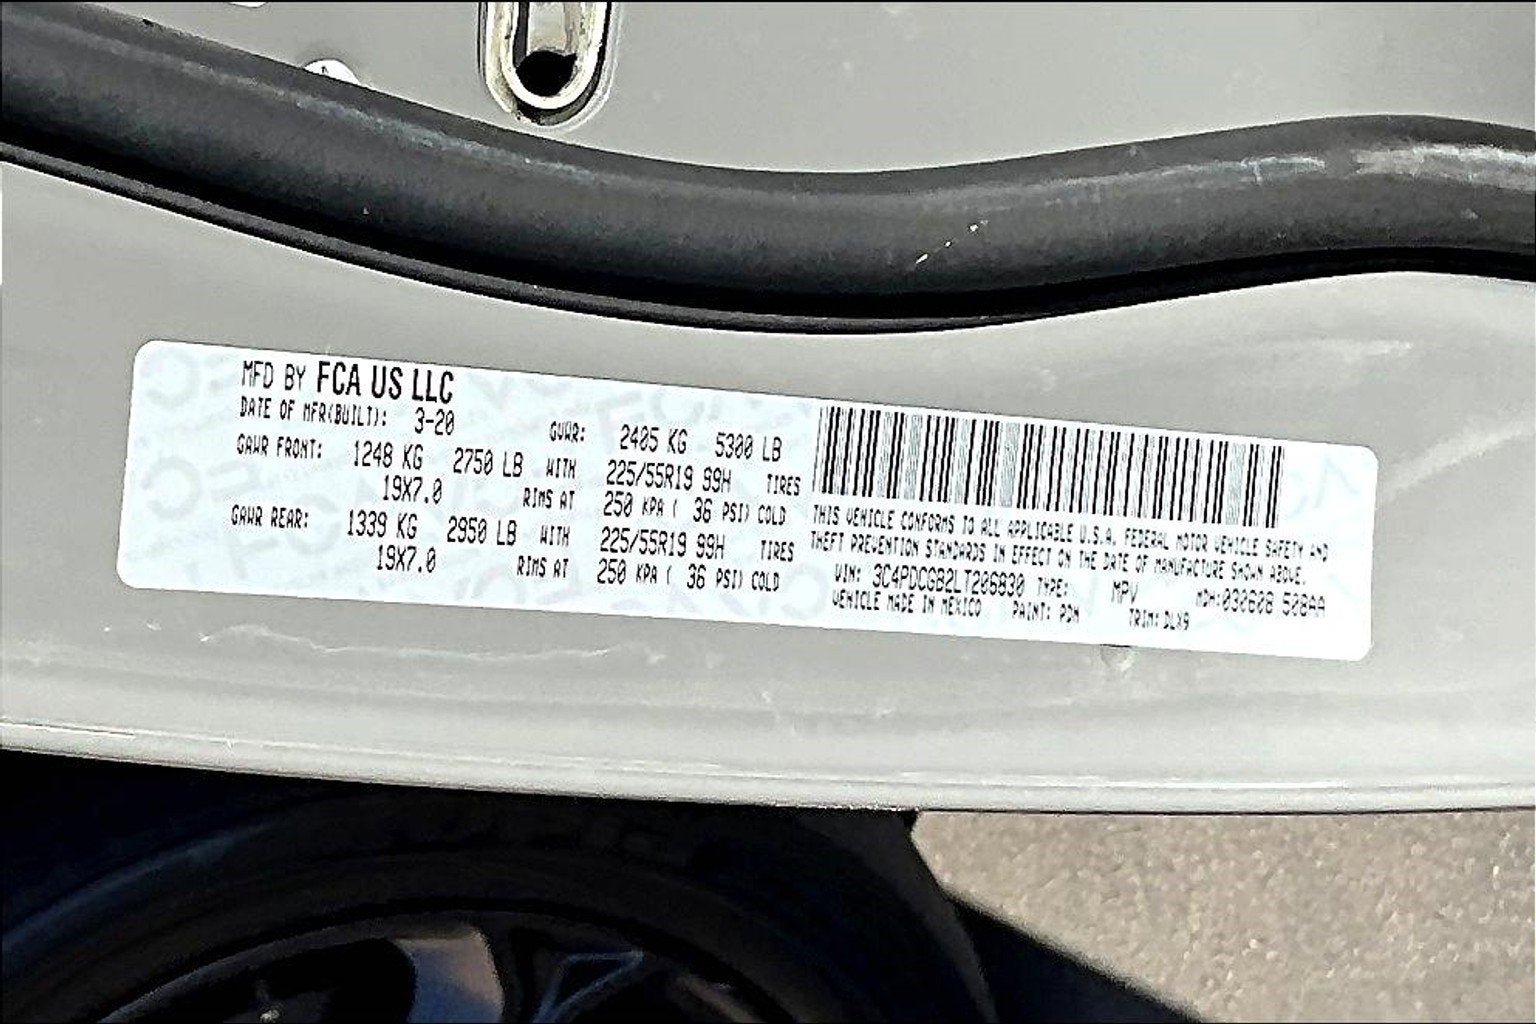 MFD BY FCA US LLC
DATE OF MFR(BUILT): 3-20 GVWR: 2405 KG 5300 LB
GAWR FRONT: 1248 KG 2750 LB WITH 225/55R19 99H TIRES
19X7.0 RIMS AT 250 KPA ( 36 PSI) COLD
GAWR REAR: 1339 KG 2950 LB WITH 225/55R19 99H TIRES
19X7.0 RIMS AT 250 KPA ( 36 PSI) COLD
THIS VEHICLE CONFORMS TO ALL APPLICABLE U.S.A. FEDERAL MOTOR VEHICLE SAFETY AND
THEFT PREVENTION STANDARDS IN EFFECT ON THE DATE OF MANUFACTURE SHOWN ABOVE.
VIN: 3C4PDCGB2LT206830 TYPE: MPV MDH:030608 508AA
VEHICLE MADE IN MEXICO PAINT: PDN TRIM: DLX9